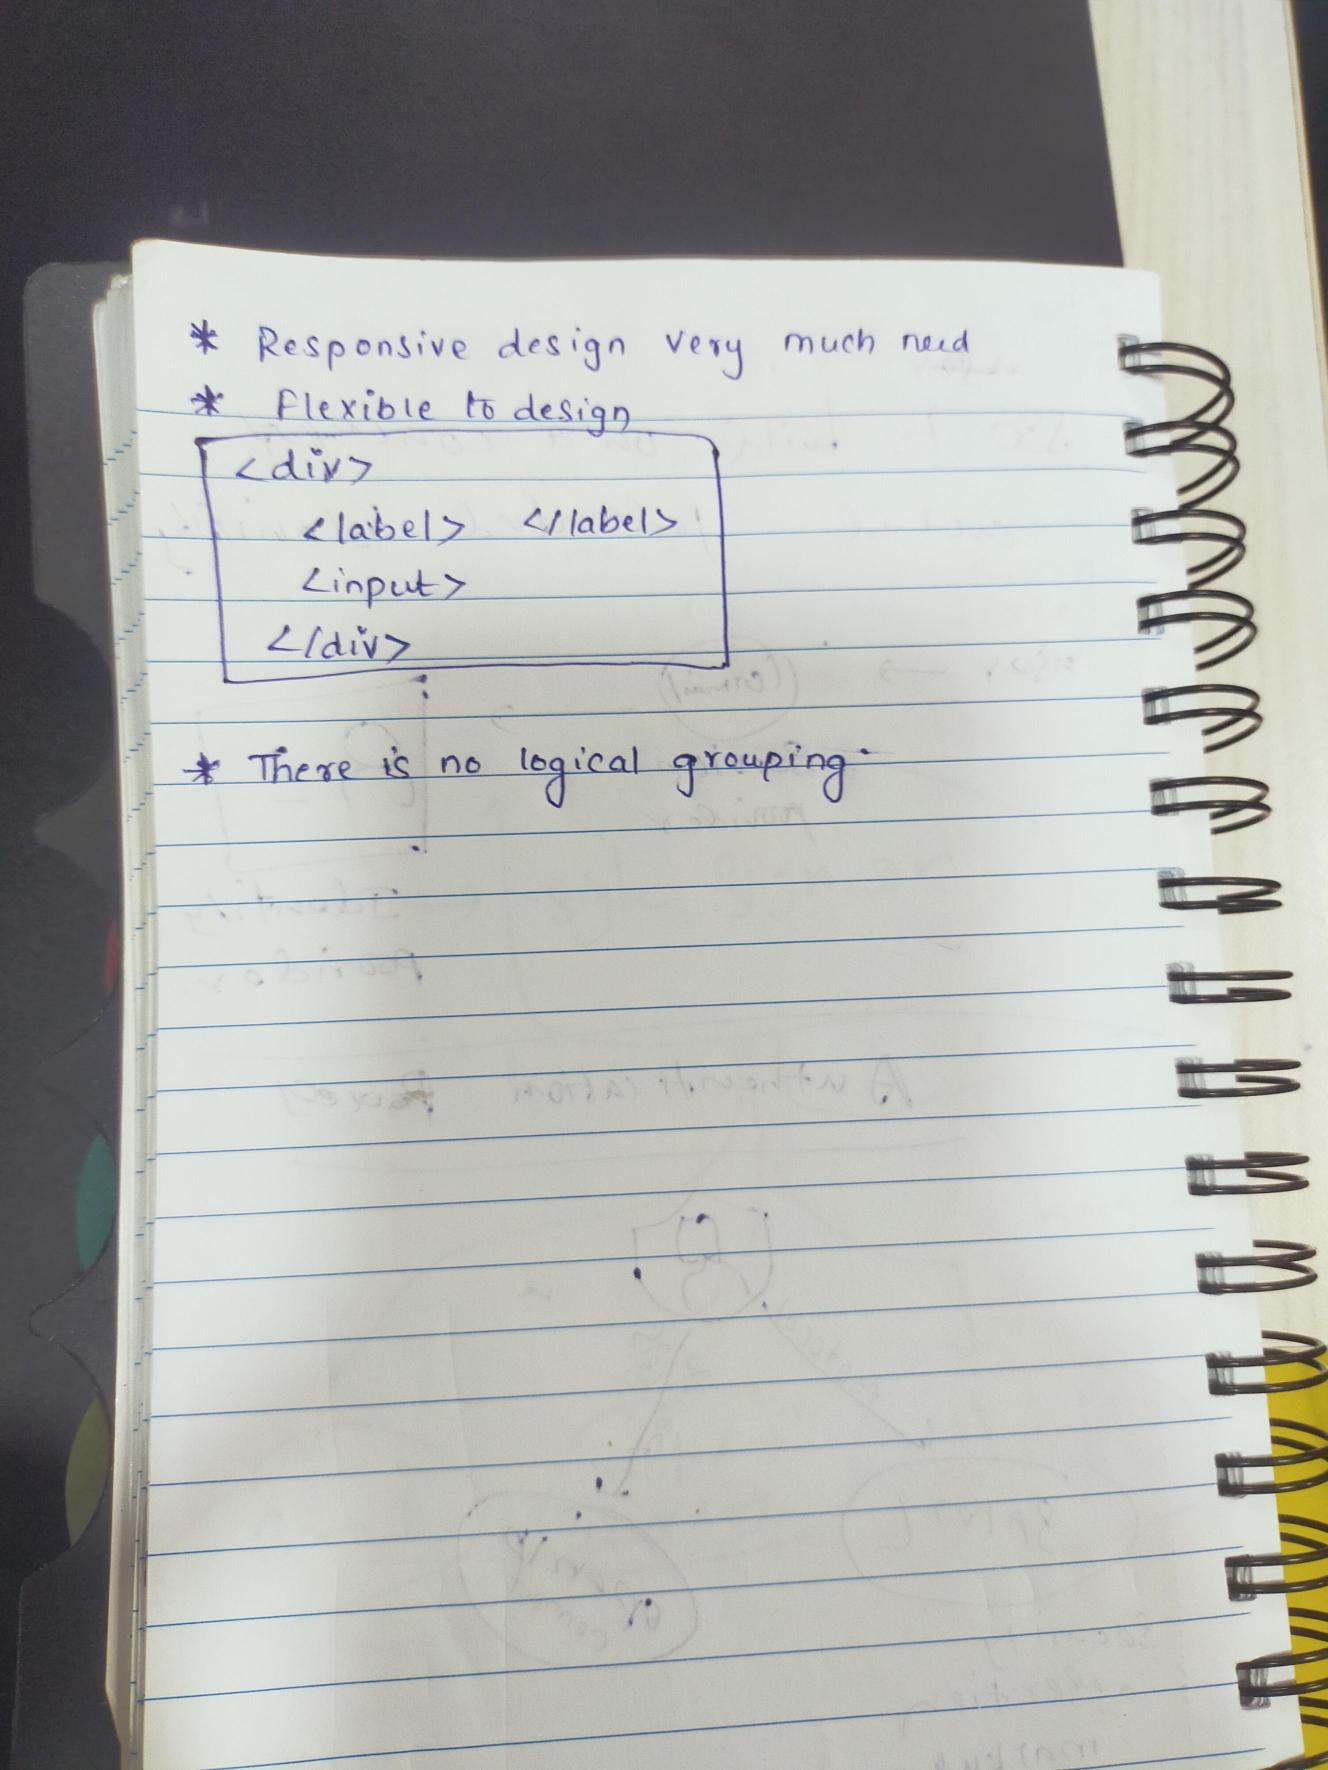 * Responsive design very much need
* Flexible to design
<div>
<label> </label>
<input>
</div>
* There is no logical grouping.